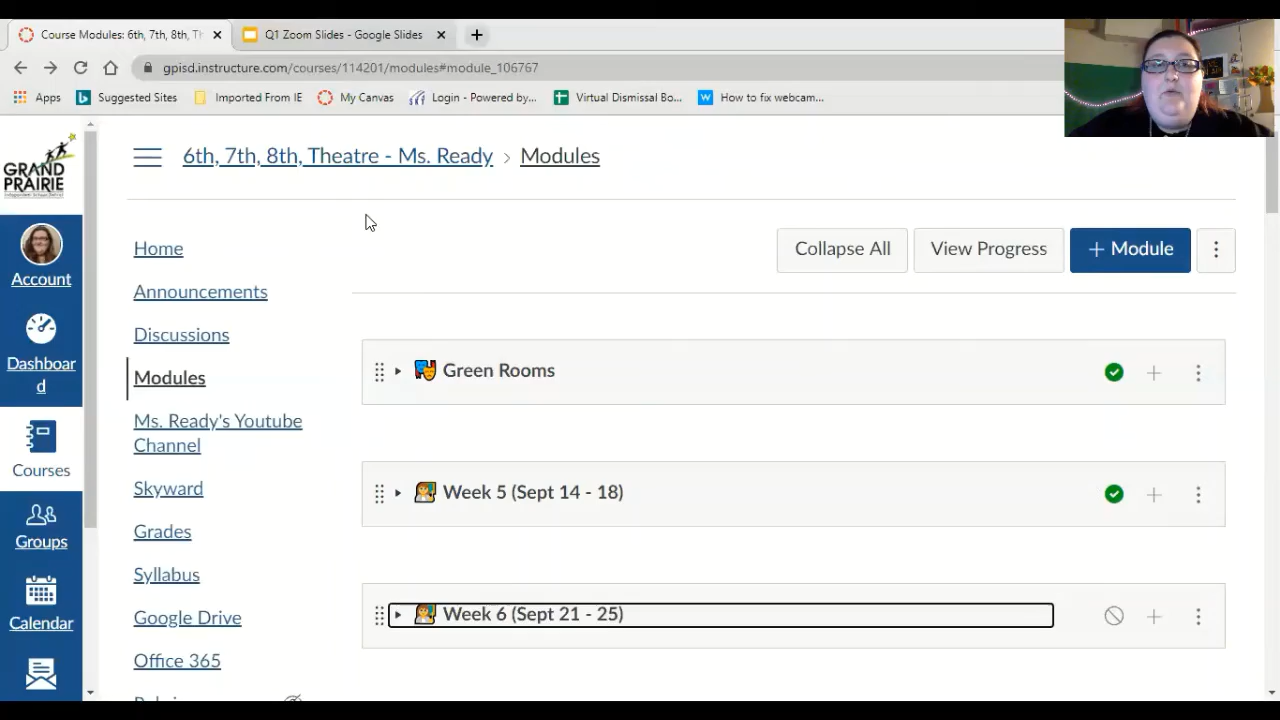 Course Modules: 6th, 7th, 8th, Th
Q1 Zoom Slides - Google Slides
gpisd.instructure.com/courses/114201/modules#module_106767
Apps
Suggested Sites
Imported From IE
My Canvas
Login - Powered by...
Virtual Dismissal Bo...
How to fix webcam...
GRAND
PRAIRIE
6th, 7th, 8th, Theatre - Ms. Ready > Modules
Account
Dashboar
d
Courses
Groups
Calendar
Home
Announcements
Discussions
Modules
Ms. Ready's Youtube
Channel
Skyward
Grades
Syllabus
Google Drive
Office 365
Collapse All
View Progress
+ Module
Green Rooms
Week 5 (Sept 14 - 18)
Week 6 (Sept 21 - 25)